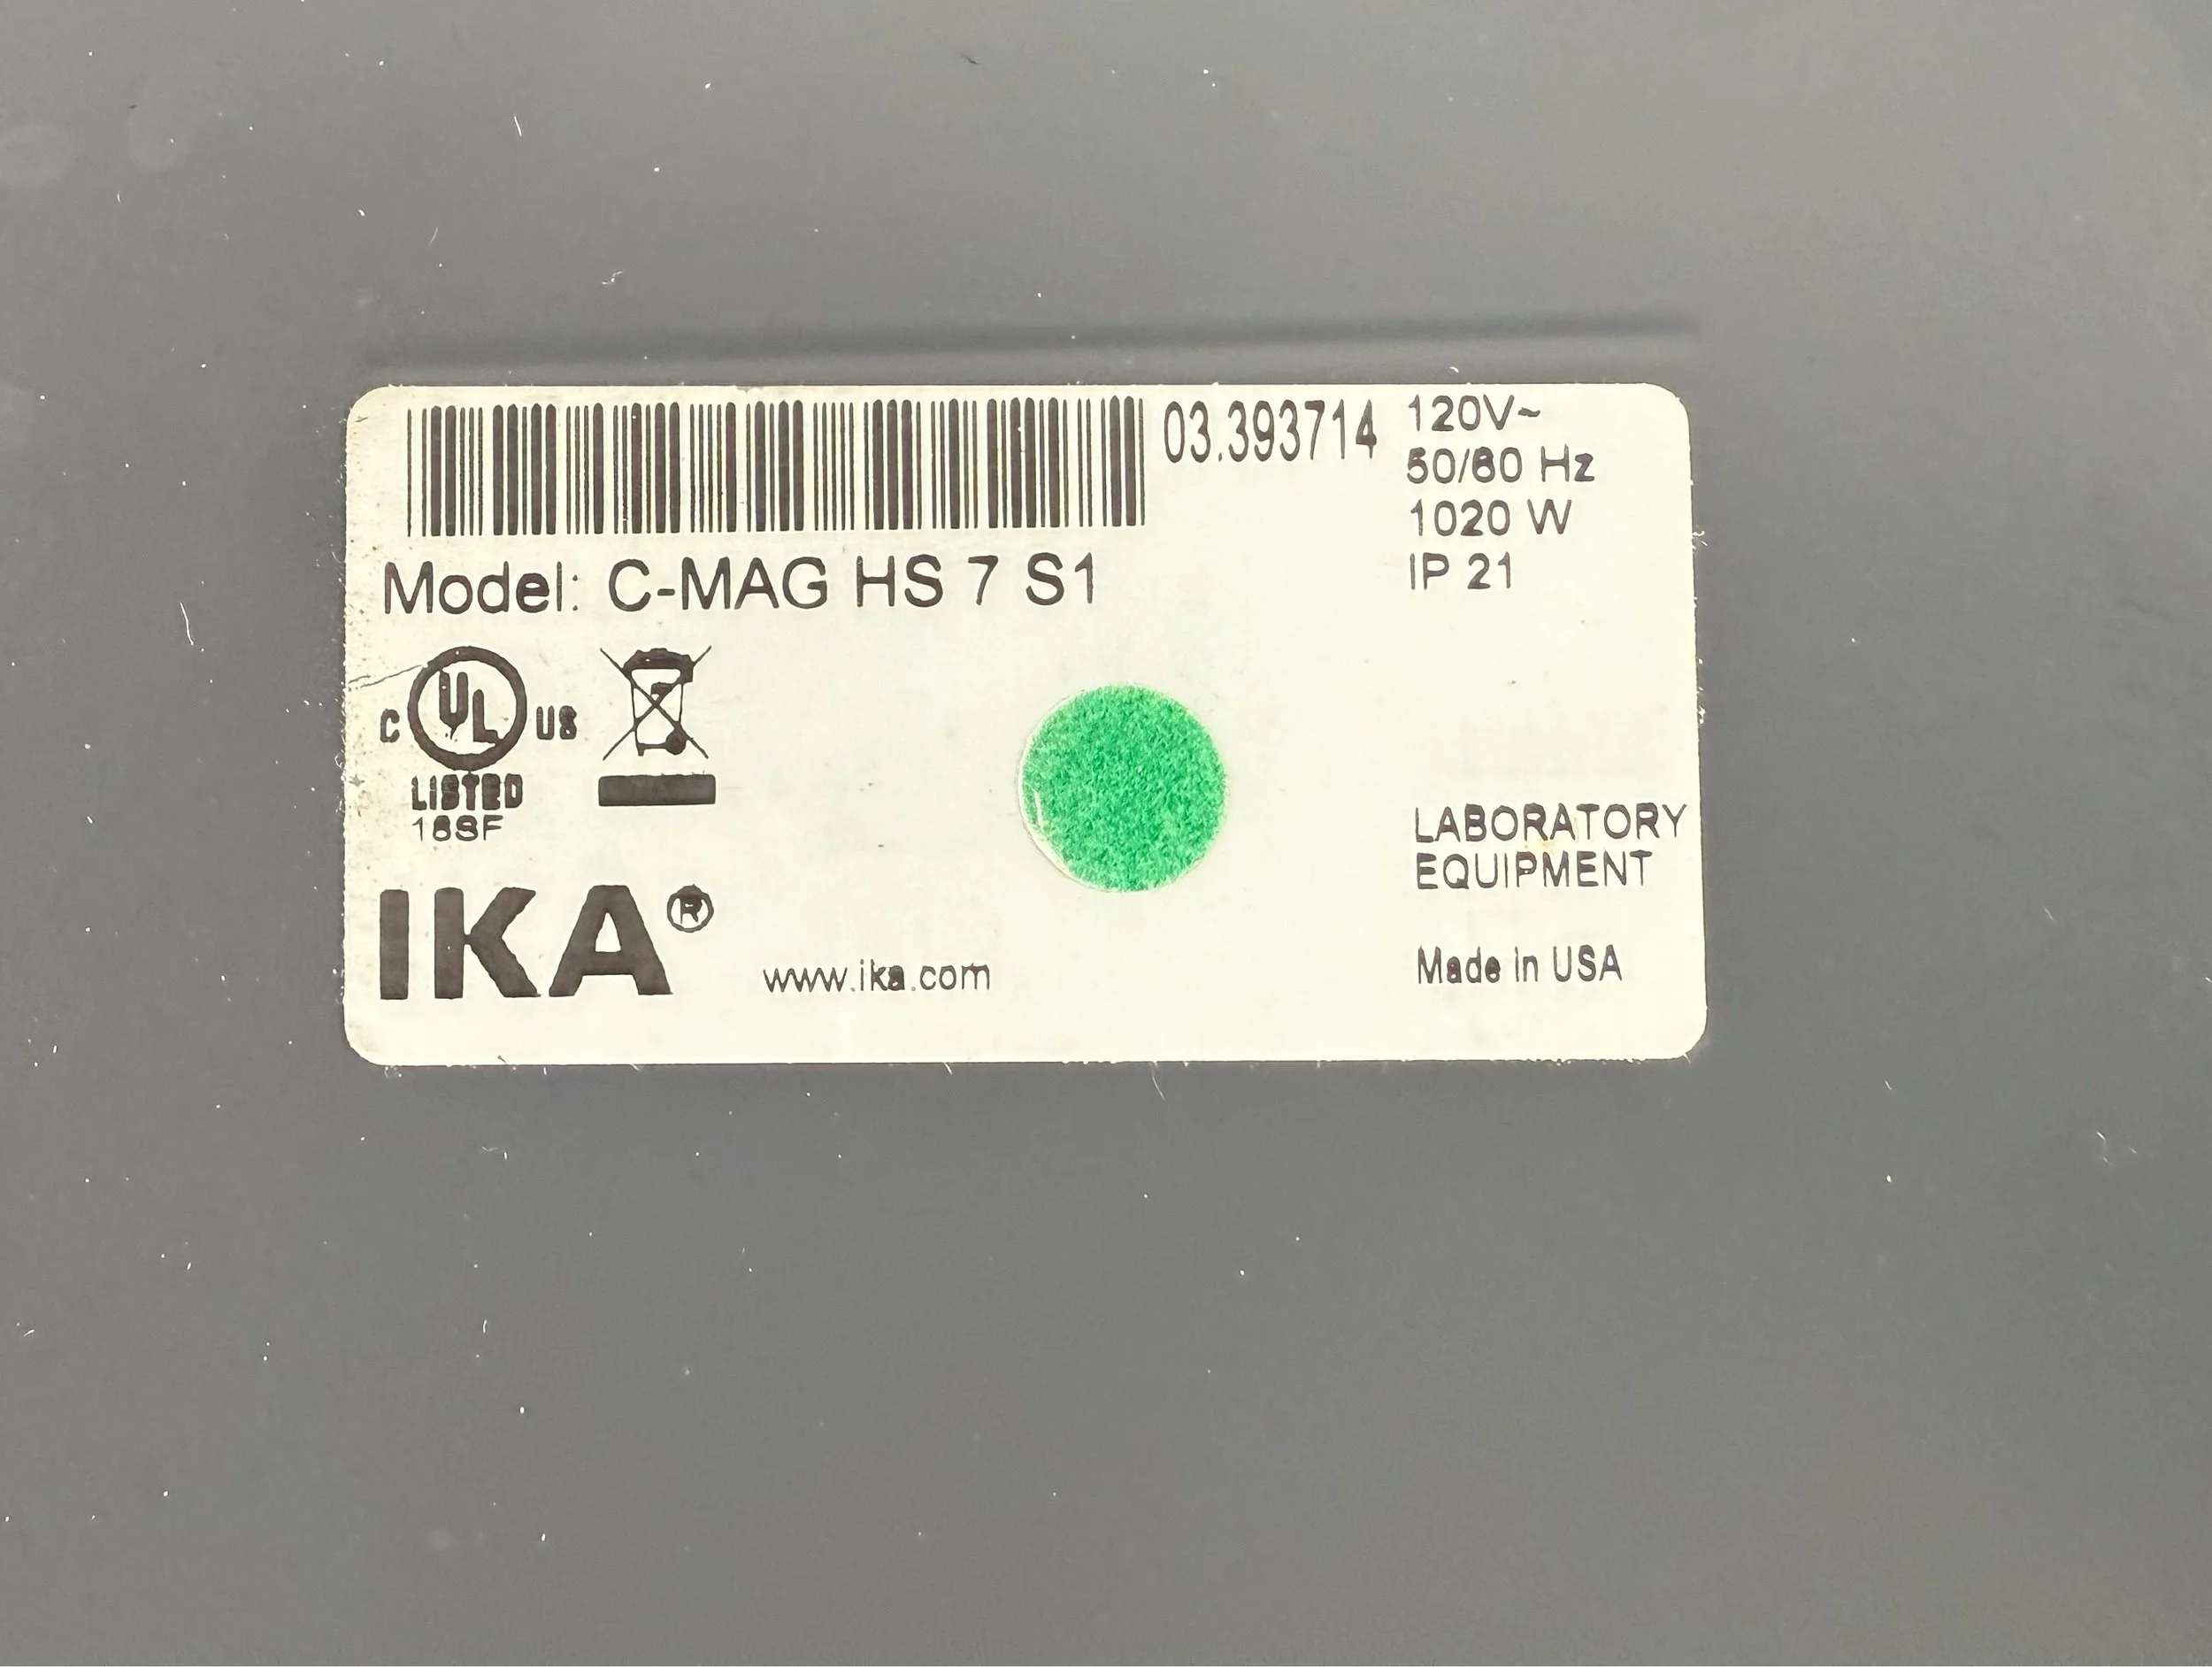 03.393714
120V~
50/60 Hz
1020 W
IP 21
Model: C-MAG HS 7 S1
C UL US
LISTED
18SF
LABORATORY
EQUIPMENT
IKA®
www.ika.com
Made in USA